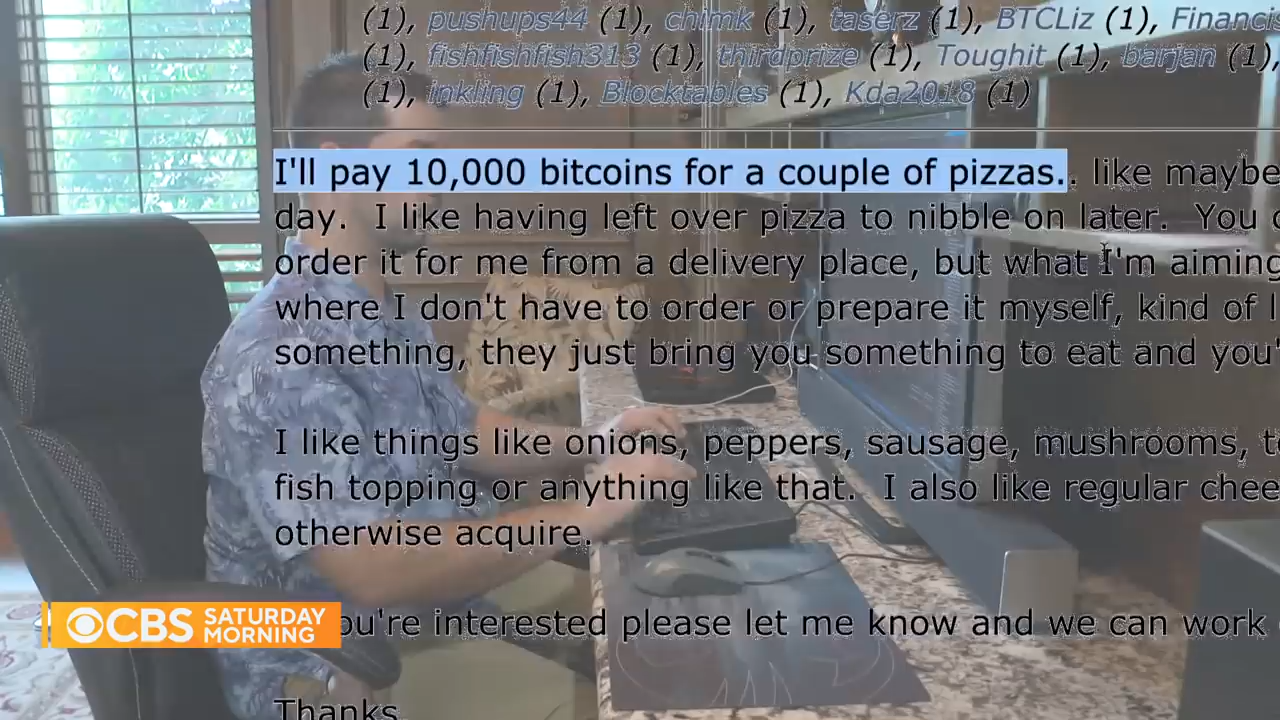 (1), pushups44 (1), chimk (1), taserz (1), BTCLiz (1), Financi
(1), fishfishfish313 (1), thirdprize (1), Toughit (1), barjan (1),
(1), inkling (1), Blocktables (1), Kda2018 (1)
I'll pay 10,000 bitcoins for a couple of pizzas.. like maybe
day.  I like having left over pizza to nibble on later.  You
order it for me from a delivery place, but what I'm aiming
where I don't have to order or prepare it myself, kind of
something, they just bring you something to eat and you'
I like things like onions, peppers, sausage, mushrooms,
fish topping or anything like that.  I also like regular chee
otherwise acquire.
ou're interested please let me know and we can work
Thanks,
CBS SATURDAY MORNING